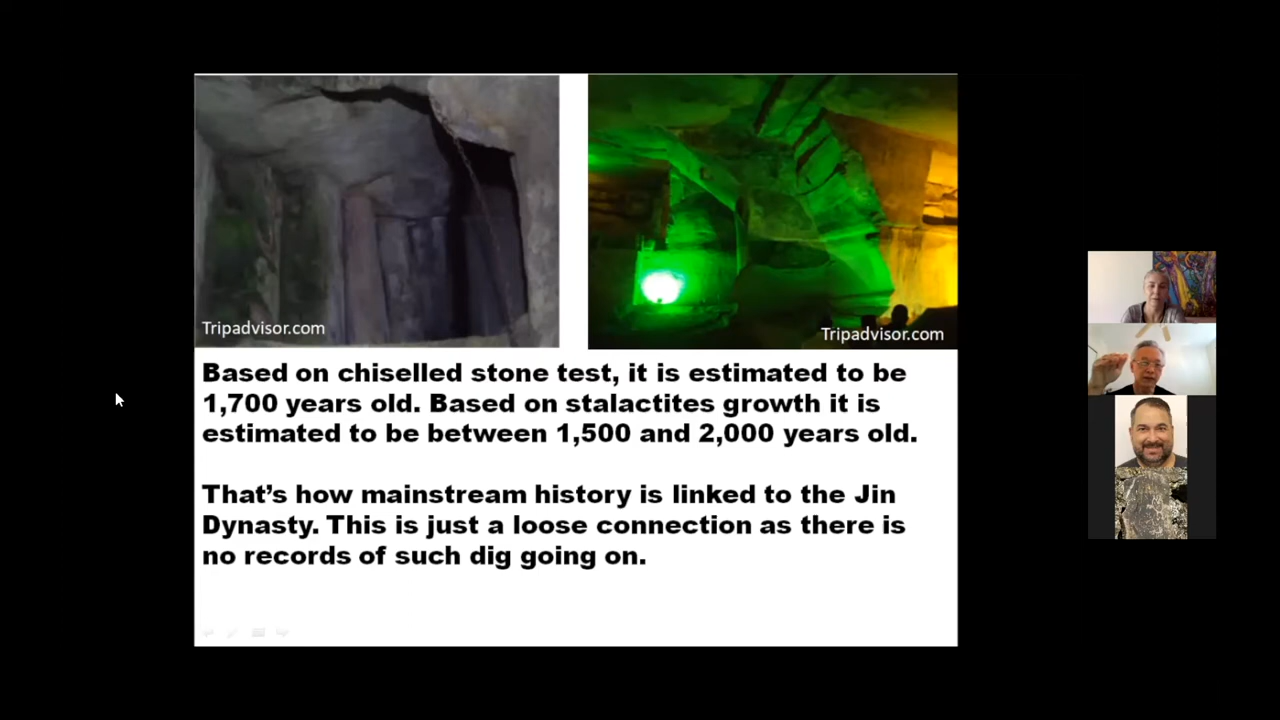 Tripadvisor.com
Tripadvisor.com
Based on chiselled stone test, it is estimated to be
1,700 years old. Based on stalactites growth it is
estimated to be between 1,500 and 2,000 years old.
That’s how mainstream history is linked to the Jin
Dynasty. This is just a loose connection as there is
no records of such dig going on.